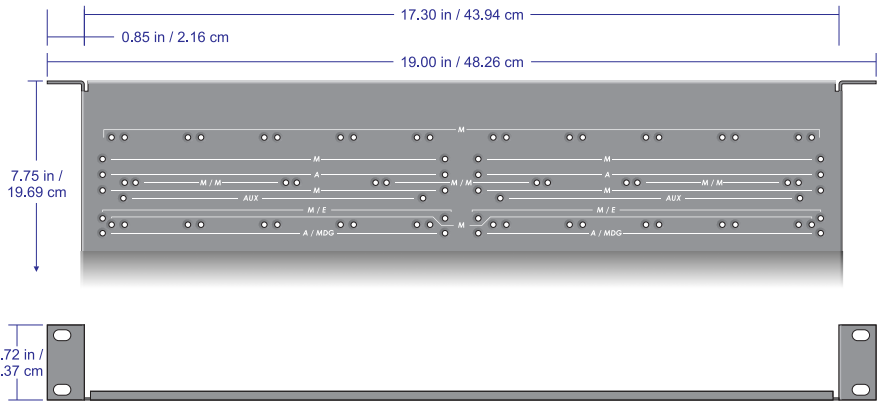 17.30 in / 43.94 cm
0.85 in / 2.16 cm
19.00 in / 48.26 cm
M
M M
A A
7.75 in /
19.69 cm
M / M M / M M / M
M M
AUX AUX
M / E M / E
M
A / MDG A / MDG
.72 in /
.37 cm